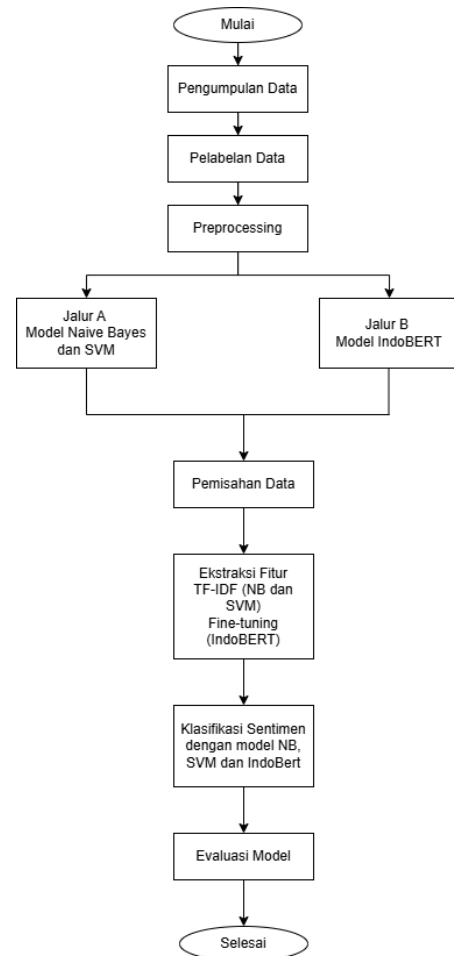 Mulai
Pengumpulan Data
Pelabelan Data
Preprocessing
Jalur A
Model Naive Bayes
dan SVM
Jalur B
Model IndoBERT
Pemisahan Data
Ekstraksi Fitur
TF-IDF (NB dan
SVM)
Fine-tuning
(IndoBERT)
Klasifikasi Sentimen
dengan model NB,
SVM dan IndoBert
Evaluasi Model
Selesai